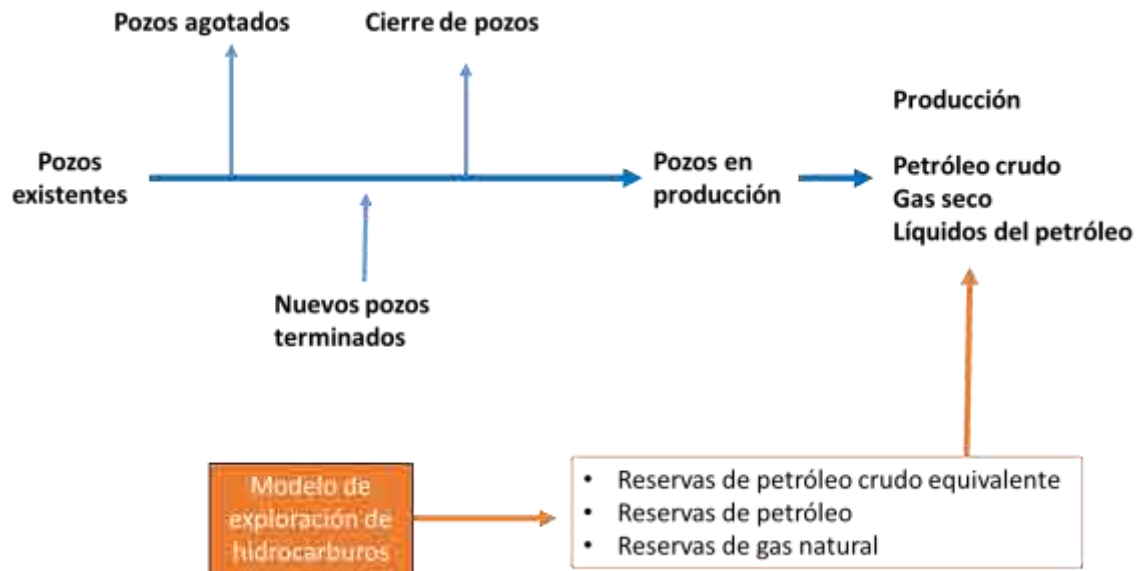 Pozos agotados
Cierre de pozos
Producción
Pozos
existentes
Pozos en
producción
Petróleo crudo
Gas seco
Líquidos del petróleo
Nuevos pozos
terminados
Modelo de
exploración de
hidrocarburos
• Reservas de petróleo crudo equivalente
• Reservas de petróleo
• Reservas de gas natural